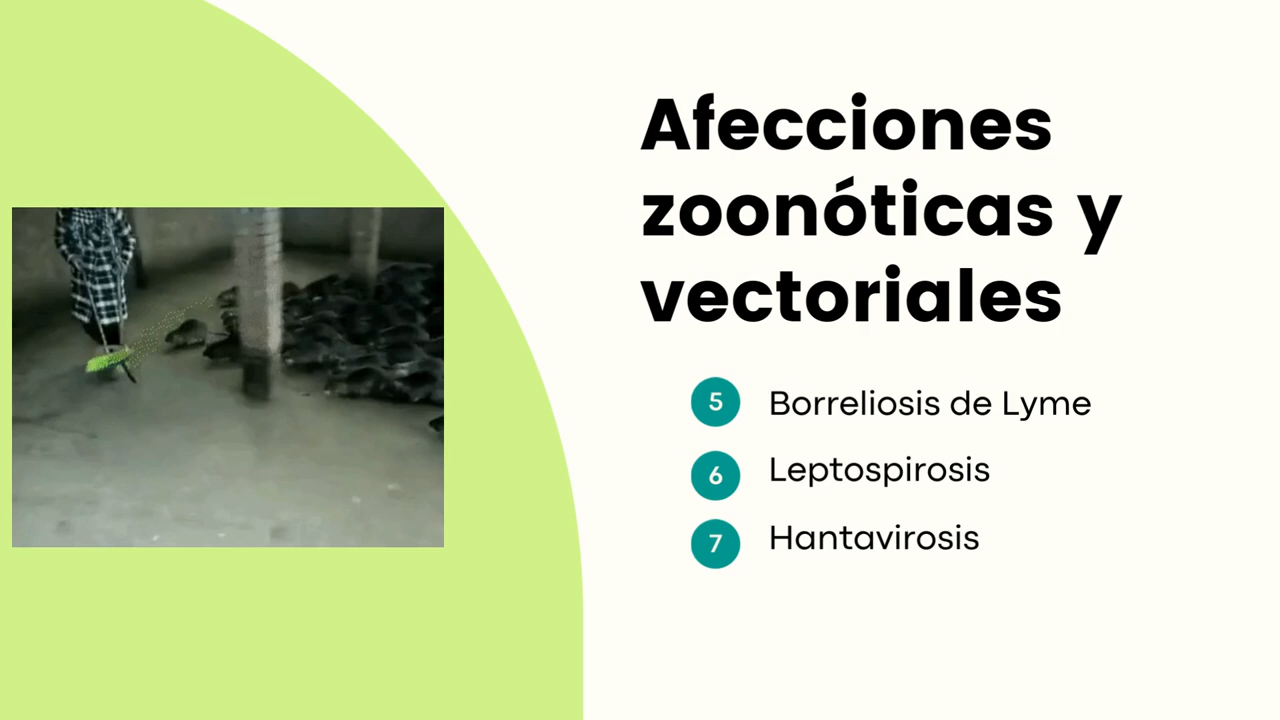 Afecciones
zoonóticas y
vectoriales
5 Borreliosis de Lyme
6 Leptospirosis
7 Hantavirosis